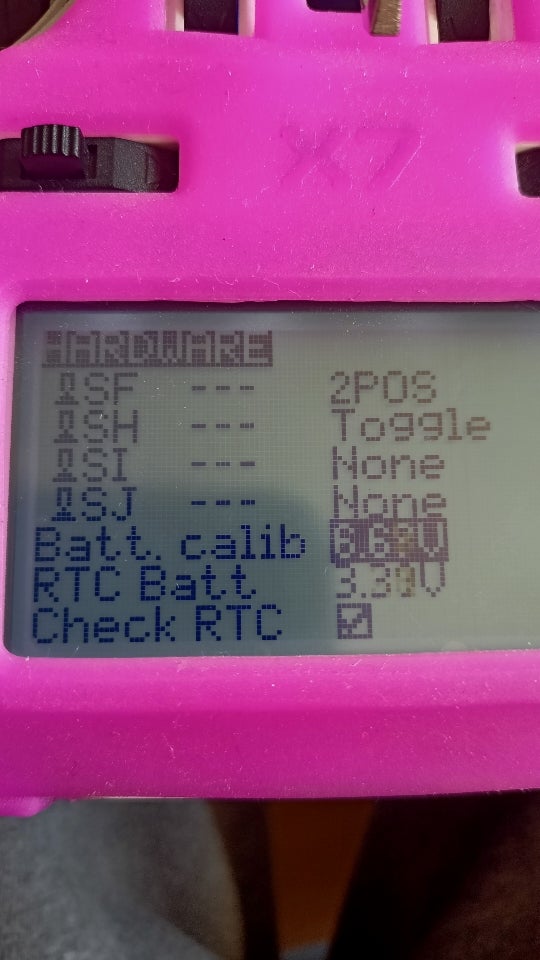 X7
HARDWARE
SF --- 2POS
SH --- Toggle
SI --- None
SJ --- None
Batt. calib
RTC Batt
Check RTC